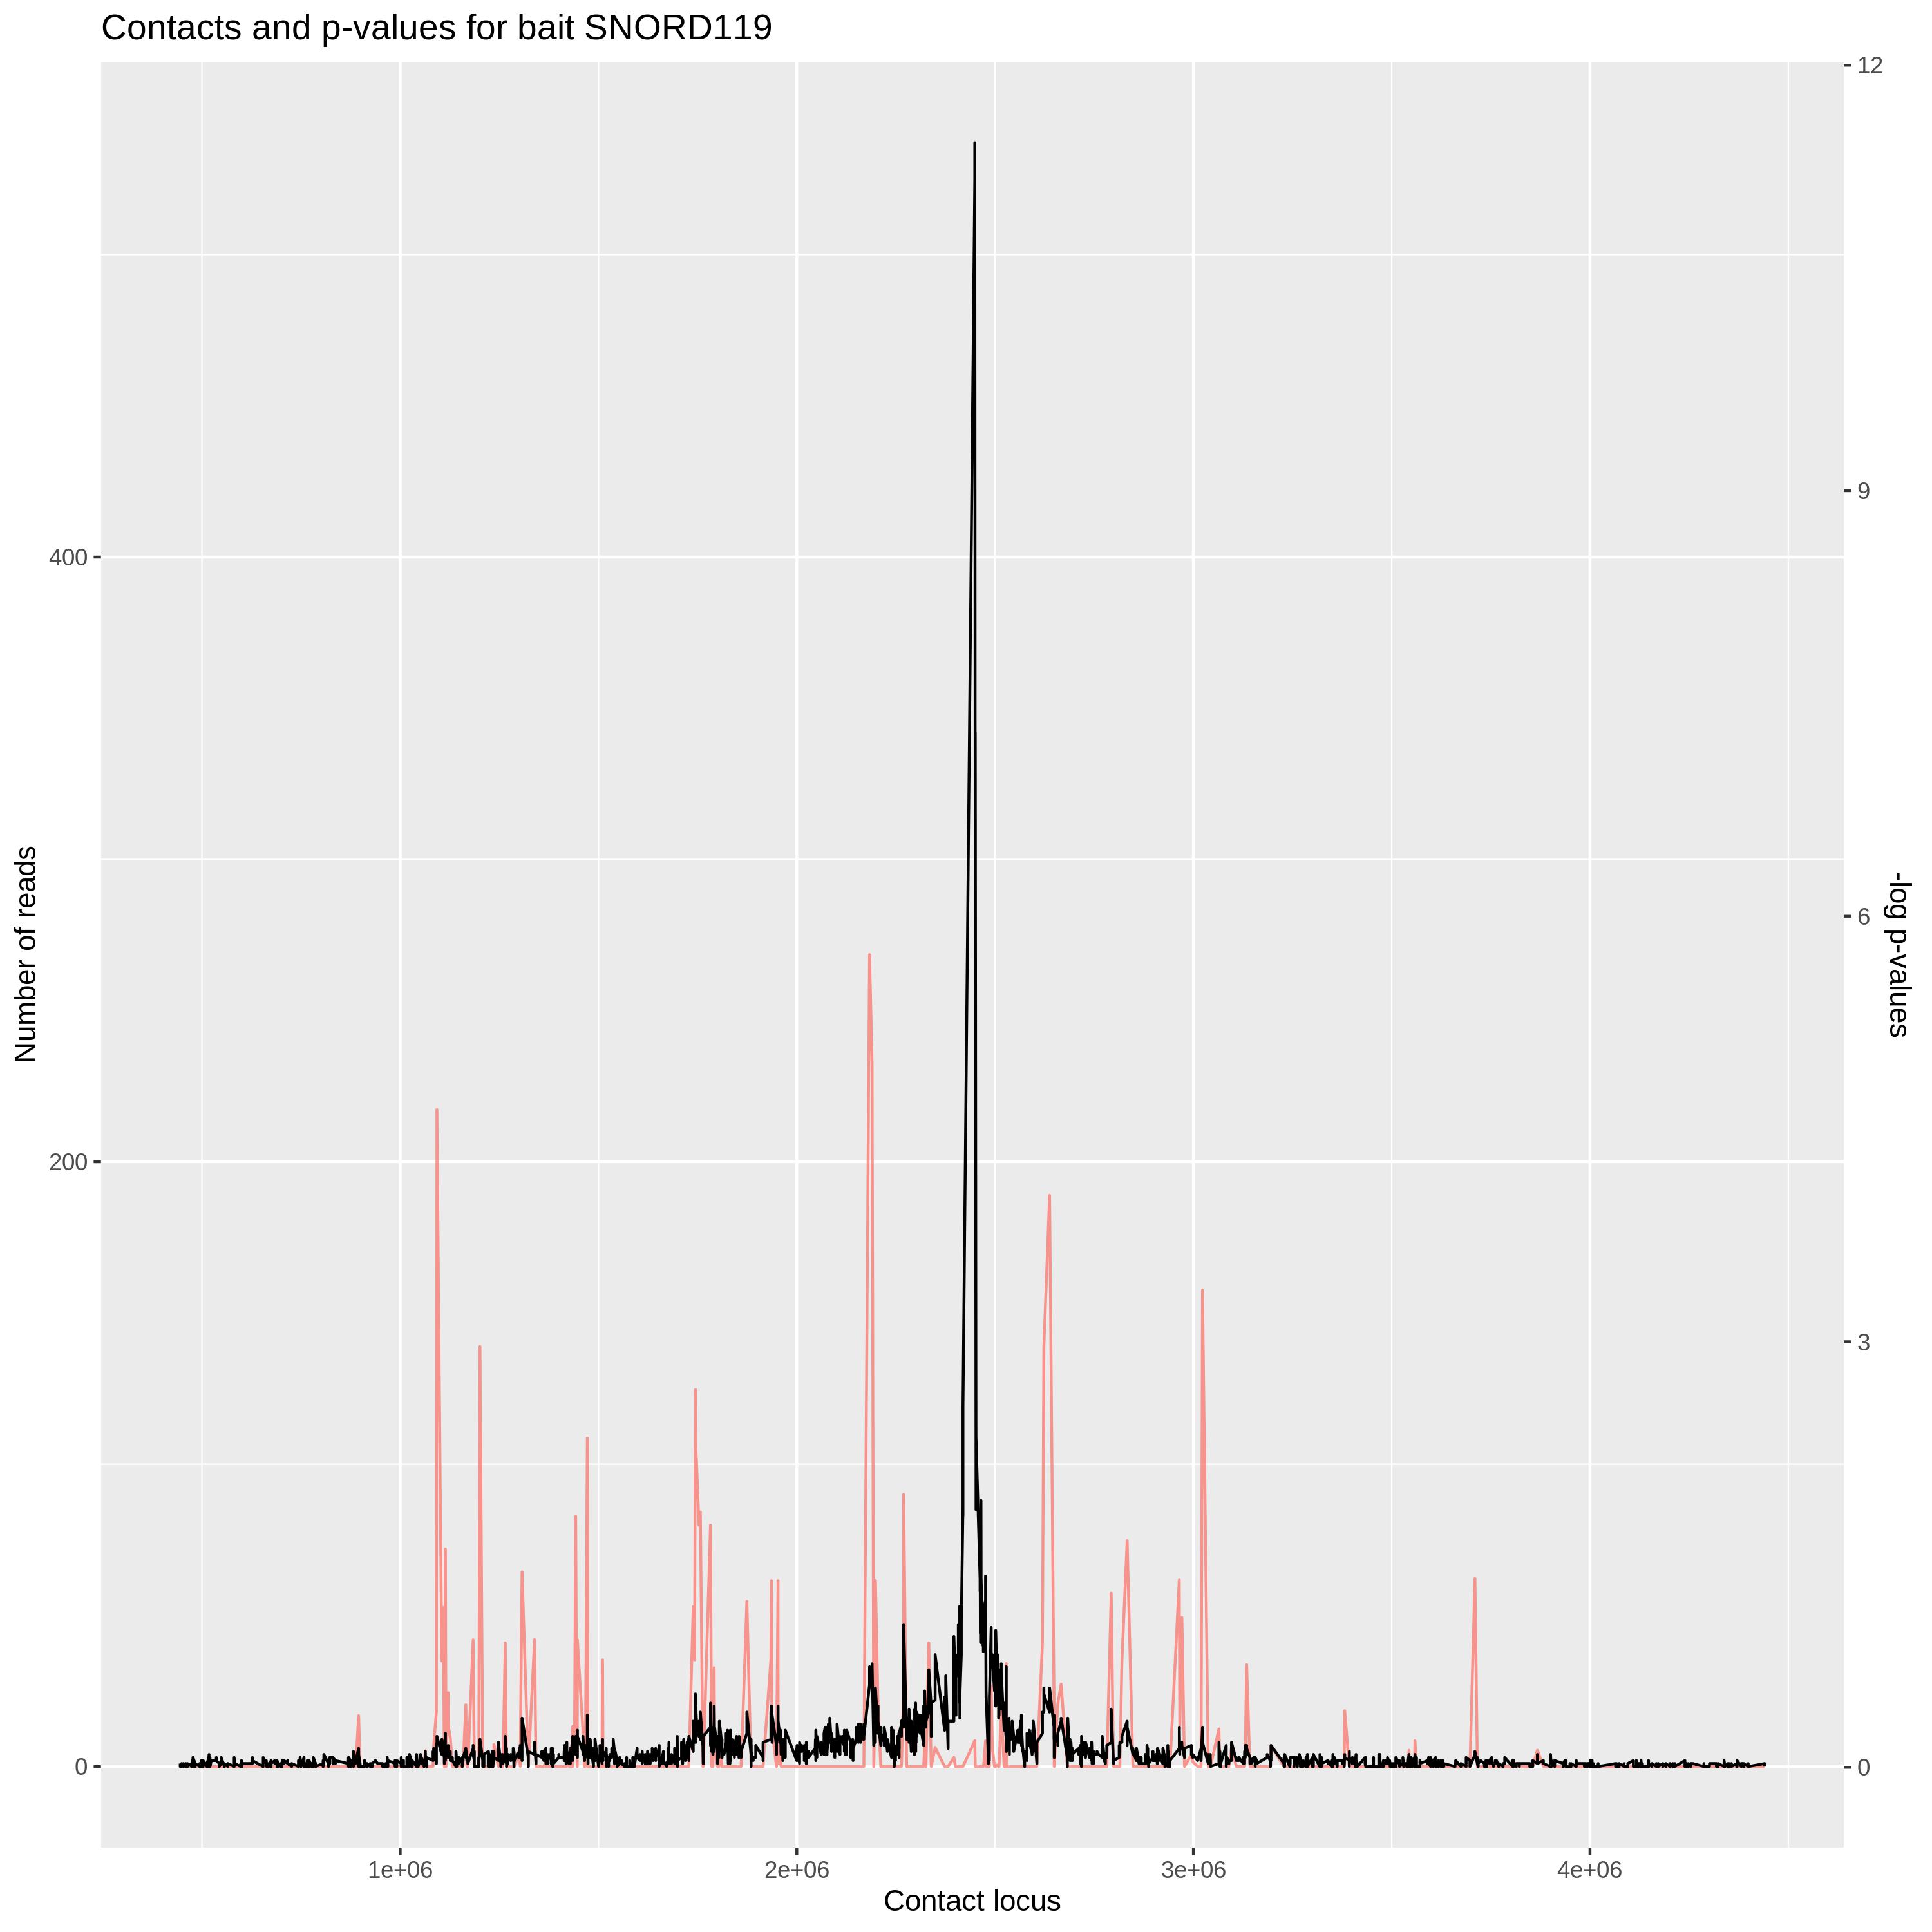 Contacts and p-values for bait SNORD119
12
9
6
3
0
-log p-values
400
200
0
Number of reads
1e+06 2e+06 3e+06 4e+06
Contact locus